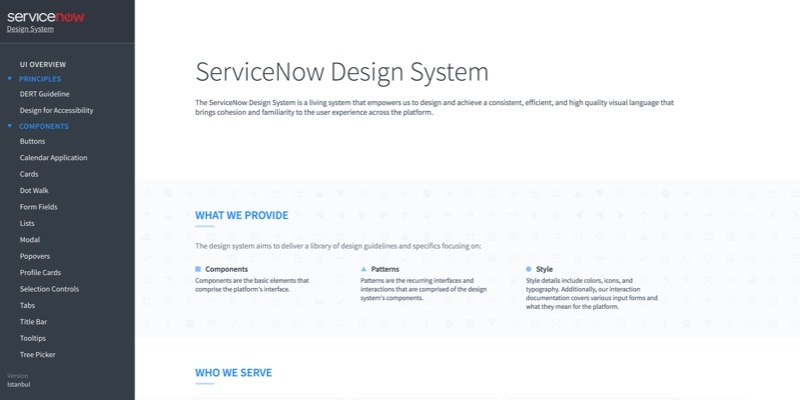 servicenow
Design System
UI OVERVIEW
PRINCIPLES
DERT Guideline
Design for Accessibility
COMPONENTS
Buttons
Calendar Application
Cards
Dot Walk
Form Fields
Lists
Modal
Popovers
Profile Cards
Selection Controls
Tabs
Title Bar
Tooltips
Tree Picker
Version
Istanbul
ServiceNow Design System
The ServiceNow Design System is a living system that empowers us to design and achieve a consistent, efficient, and high quality visual language that
brings cohesion and familiarity to the user experience across the platform.
WHAT WE PROVIDE
The design system aims to deliver a library of design guidelines and specifics focusing on:
Components
Components are the basic elements that
comprise the platform's interface.
Patterns
Patterns are the recurring interfaces and
interactions that are comprised of the design
system's components.
Style
Style details include colors, icons, and
typography. Additionally, our interaction
documentation covers various input forms and
what they mean for the platform.
WHO WE SERVE